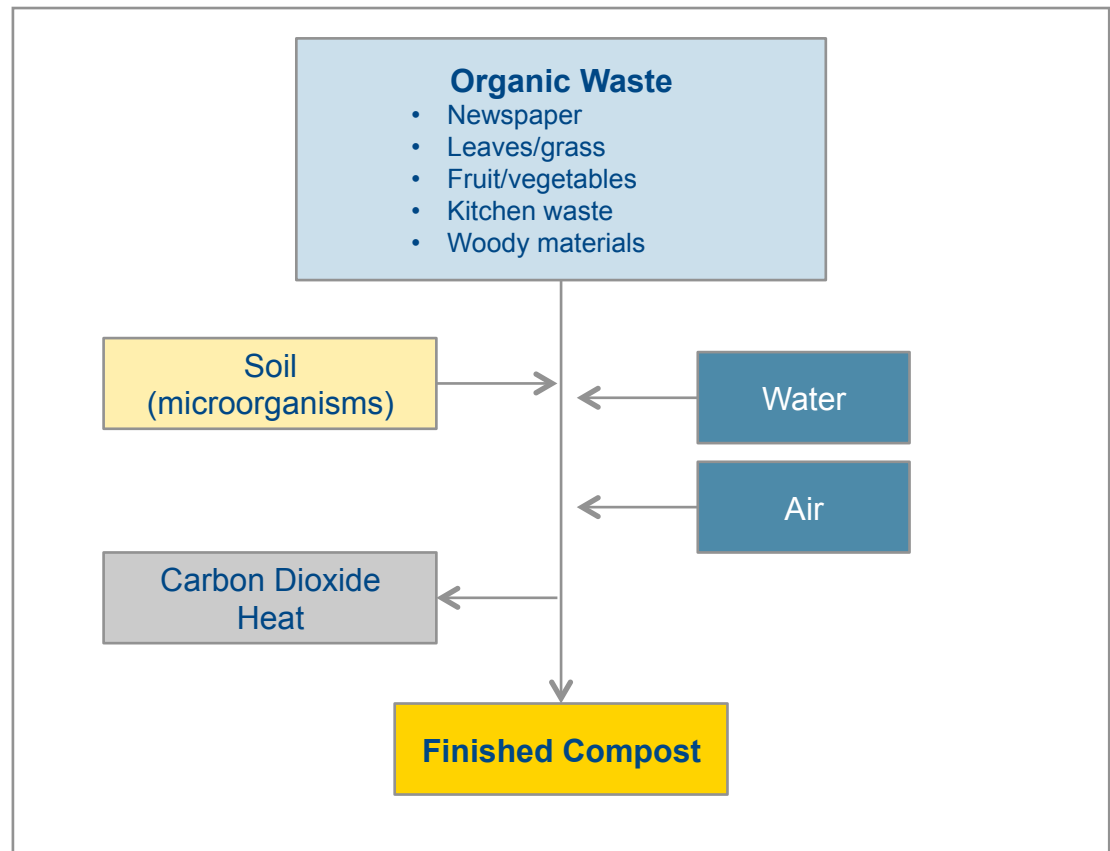 Organic Waste
• Newspaper
• Leaves/grass
• Fruit/vegetables
• Kitchen waste
• Woody materials
Soil
(microorganisms)
Water
Air
Carbon Dioxide
Heat
Finished Compost